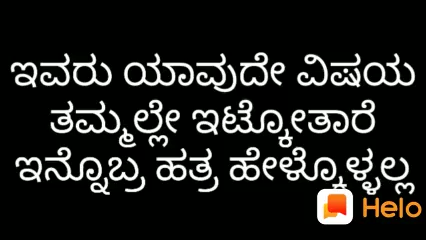 ಇವರು ಯಾವುದೇ ವಿಷಯ
ತಮ್ಮಲ್ಲೇ ಇಟ್ಕೋತಾರೆ
ಇನ್ನೊಬ್ರ ಹತ್ರ ಹೇಳ್ಕೊಳ್ಳಲ್ಲ
Helo